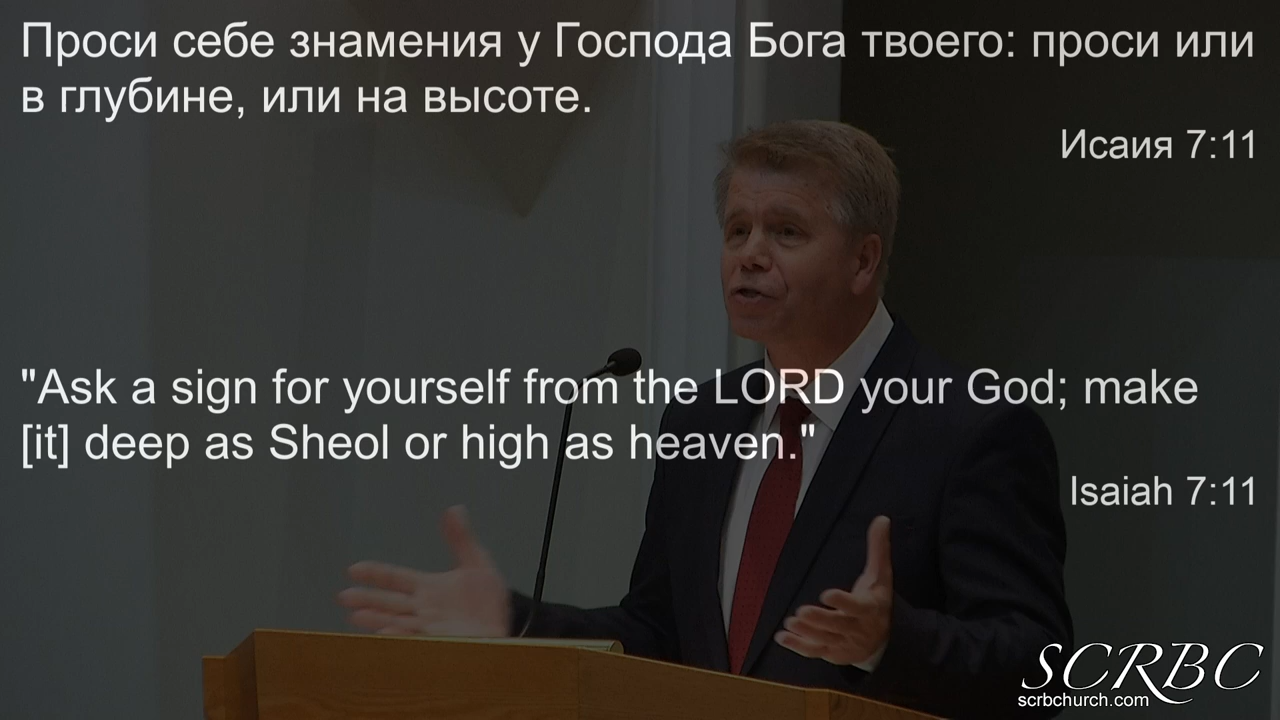 Проси себе знамения у Господа Бога твоего: проси или
в глубине, или на высоте.
Исаия 7:11
"Ask a sign for yourself from the LORD your God; make
[it] deep as Sheol or high as heaven."
Isaiah 7:11
SCRBC
scrbchurch.com